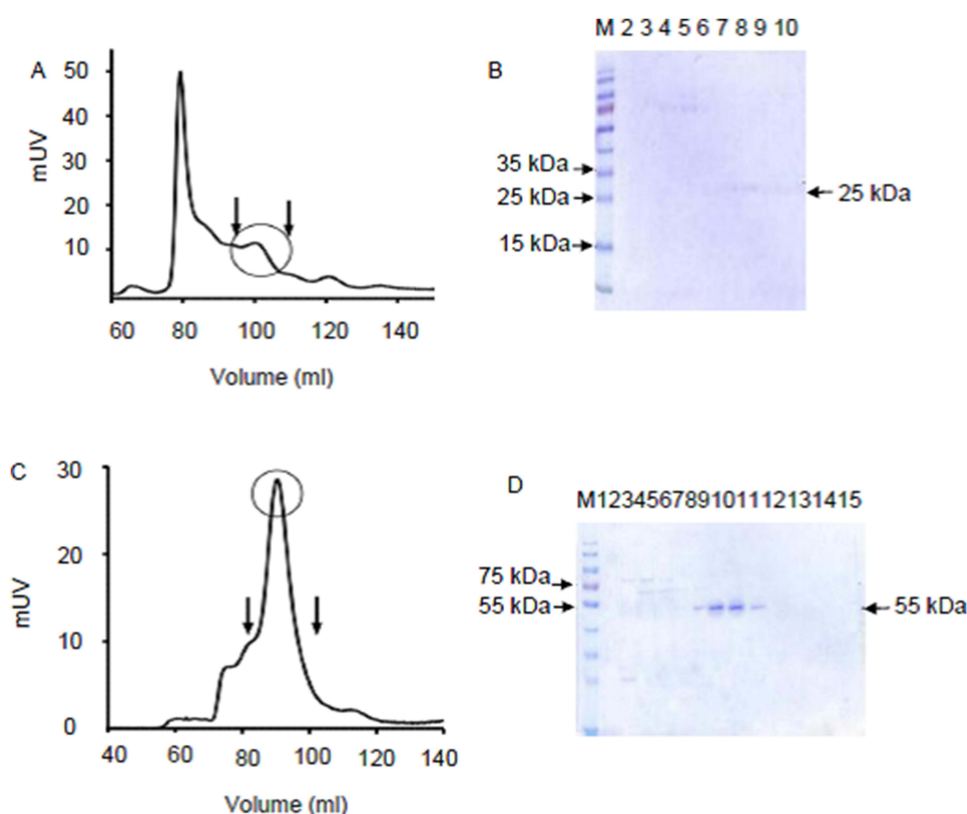 A
50
40
30
20
10
mUV
60 80 100 120 140
Volume (ml)
B
M 2 3 4 5 6 7 8 9 10
35 kDa
25 kDa
15 kDa
25 kDa
C
30
20
10
0
mUV
40 60 80 100 120 140
Volume (ml)
D
M123456789101112131415
75 kDa
55 kDa
55 kDa